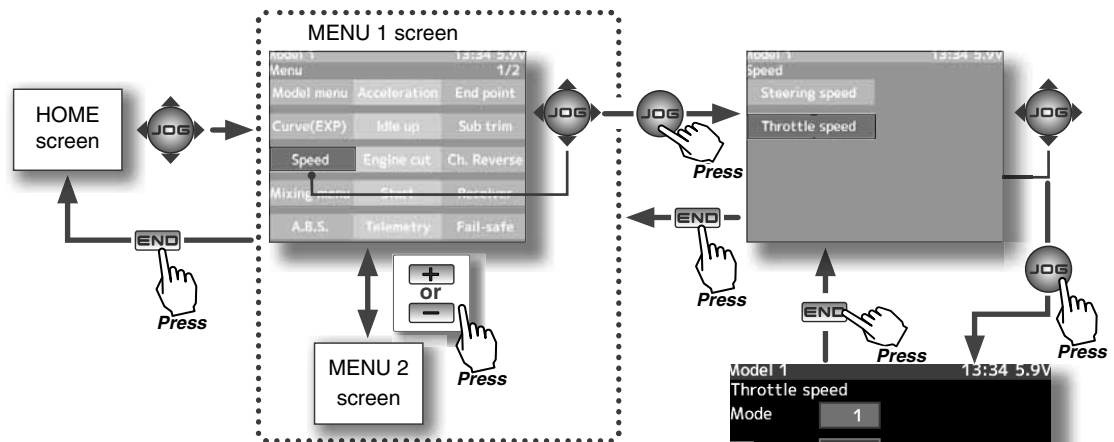 MENU 1 screen
Model 1 13:34 5.9V
Menu 1/2
Model menu Acceleration End point
Curve(EXP) Idle up Sub trim
Speed Engine cut Ch. Reverse
Mixing menu Start Receiver
A.B.S. Telemetry Fail-safe
HOME
screen
JOG
END
Press
JOG
JOG
Press
END
Press
+
or
−
Press
MENU 2
screen
Model 1 13:34 5.9V
Speed
Steering speed
Throttle speed
JOG
JOG
Press
END
Press
Model 1 13:34 5.9V
Throttle speed
Mode 1